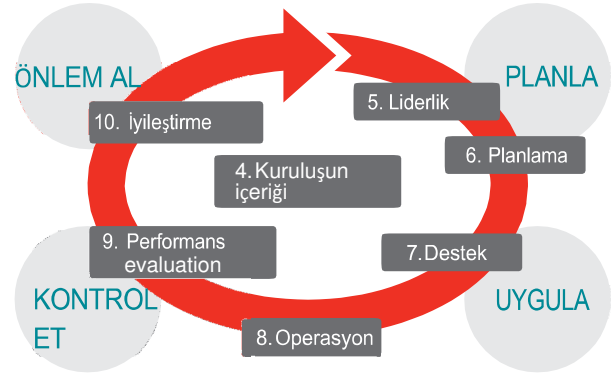 ÖNLEM AL
PLANLA
5. Liderlik
10. İyileştirme
6. Planlama
4.Kuruluşun
içeriği
9. Performans
evaluation
7.Destek
KONTROL
ET
UYGULA
8.Operasyon